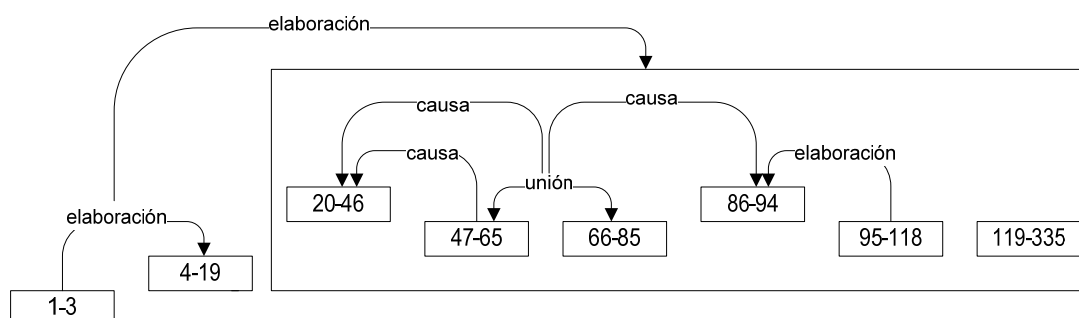 elaboración
causa
causa
causa
elaboración
20-46
unión
86-94
elaboración
47-65
66-85
95-118
119-335
4-19
1-3